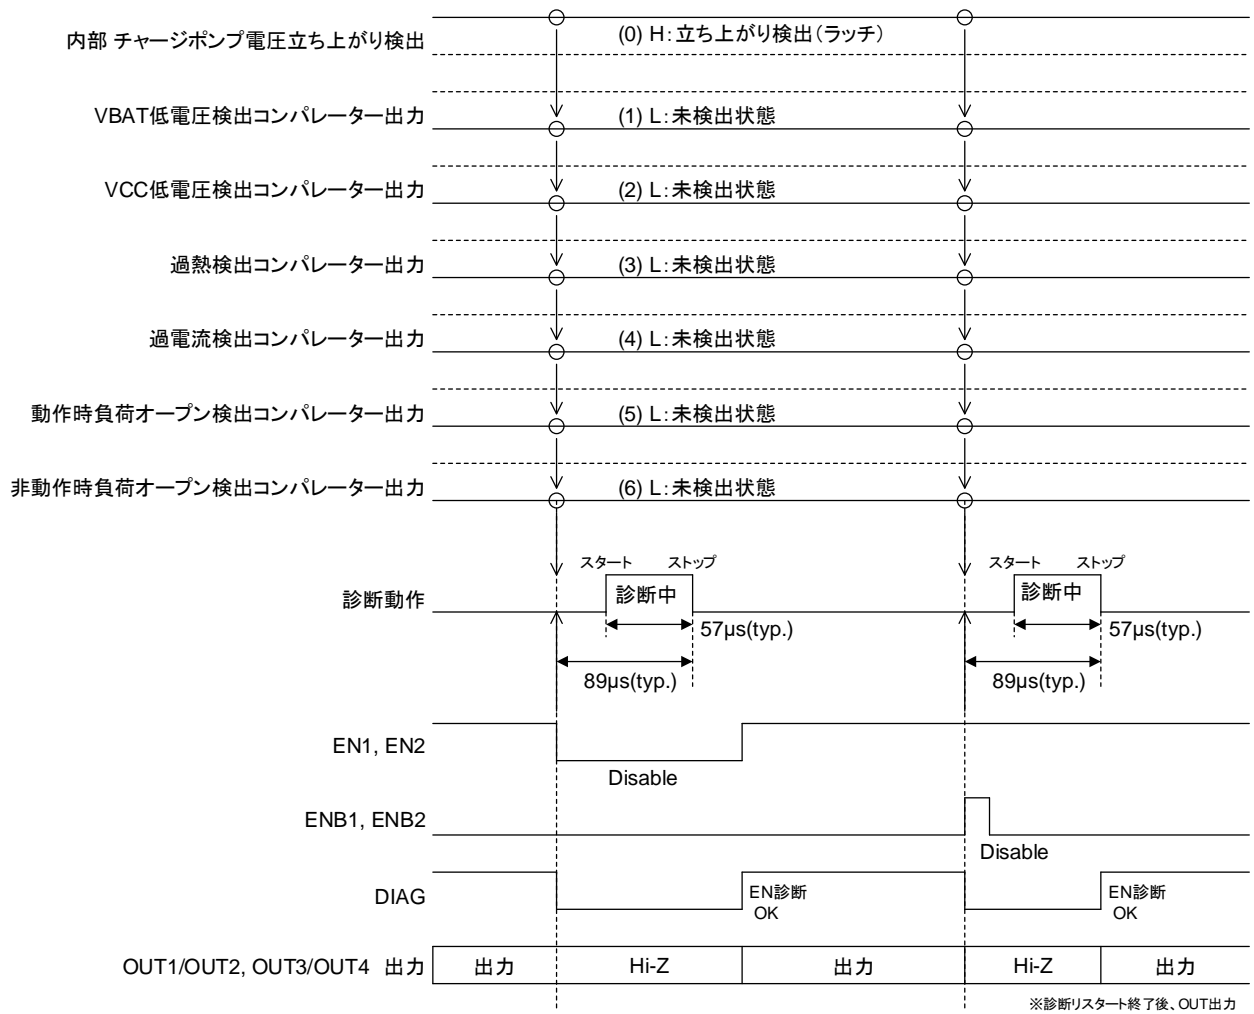 内部 チャージポンプ電圧立ち上がり検出
(0) H：立ち上がり検出（ラッチ）
VBAT低電圧検出コンパレーター出力
(1) L：未検出状態
VCC低電圧検出コンパレーター出力
(2) L：未検出状態
過熱検出コンパレーター出力
(3) L：未検出状態
過電流検出コンパレーター出力
(4) L：未検出状態
動作時負荷オープン検出コンパレーター出力
(5) L：未検出状態
非動作時負荷オープン検出コンパレーター出力
(6) L：未検出状態
スタート ストップ スタート ストップ
診断動作 診断中 診断中
57μs(typ.) 57μs(typ.)
89μs(typ.) 89μs(typ.)
EN1, EN2
Disable
ENB1, ENB2
Disable
DIAG
EN診断
OK
EN診断
OK
OUT1/OUT2, OUT3/OUT4 出力 出力 Hi-Z 出力 Hi-Z 出力
※診断リスタート終了後、OUT出力